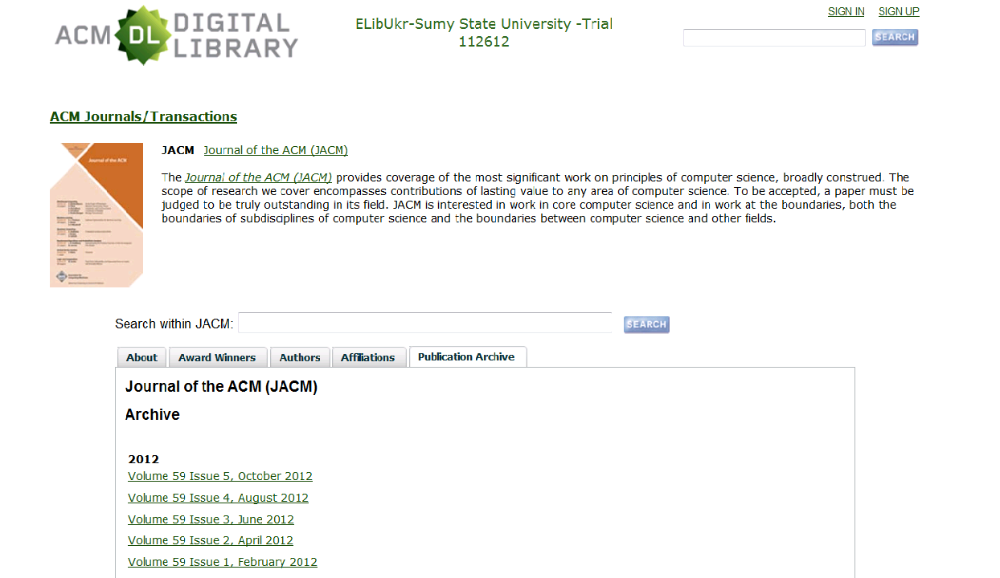 ACM DL DIGITAL LIBRARY
ELibUkr-Sumy State University -Trial
112612
SIGN IN SIGN UP
SEARCH
ACM Journals/Transactions
Journal of the ACM
JACM Journal of the ACM (JACM)
The Journal of the ACM (JACM) provides coverage of the most significant work on principles of computer science, broadly construed. The
scope of research we cover encompasses contributions of lasting value to any area of computer science. To be accepted, a paper must be
judged to be truly outstanding in its field. JACM is interested in work in core computer science and in work at the boundaries, both the
boundaries of subdisciplines of computer science and the boundaries between computer science and other fields.
Search within JACM: SEARCH
About Award Winners Authors Affiliations Publication Archive
Journal of the ACM (JACM)
Archive
2012
Volume 59 Issue 5, October 2012
Volume 59 Issue 4, August 2012
Volume 59 Issue 3, June 2012
Volume 59 Issue 2, April 2012
Volume 59 Issue 1, February 2012